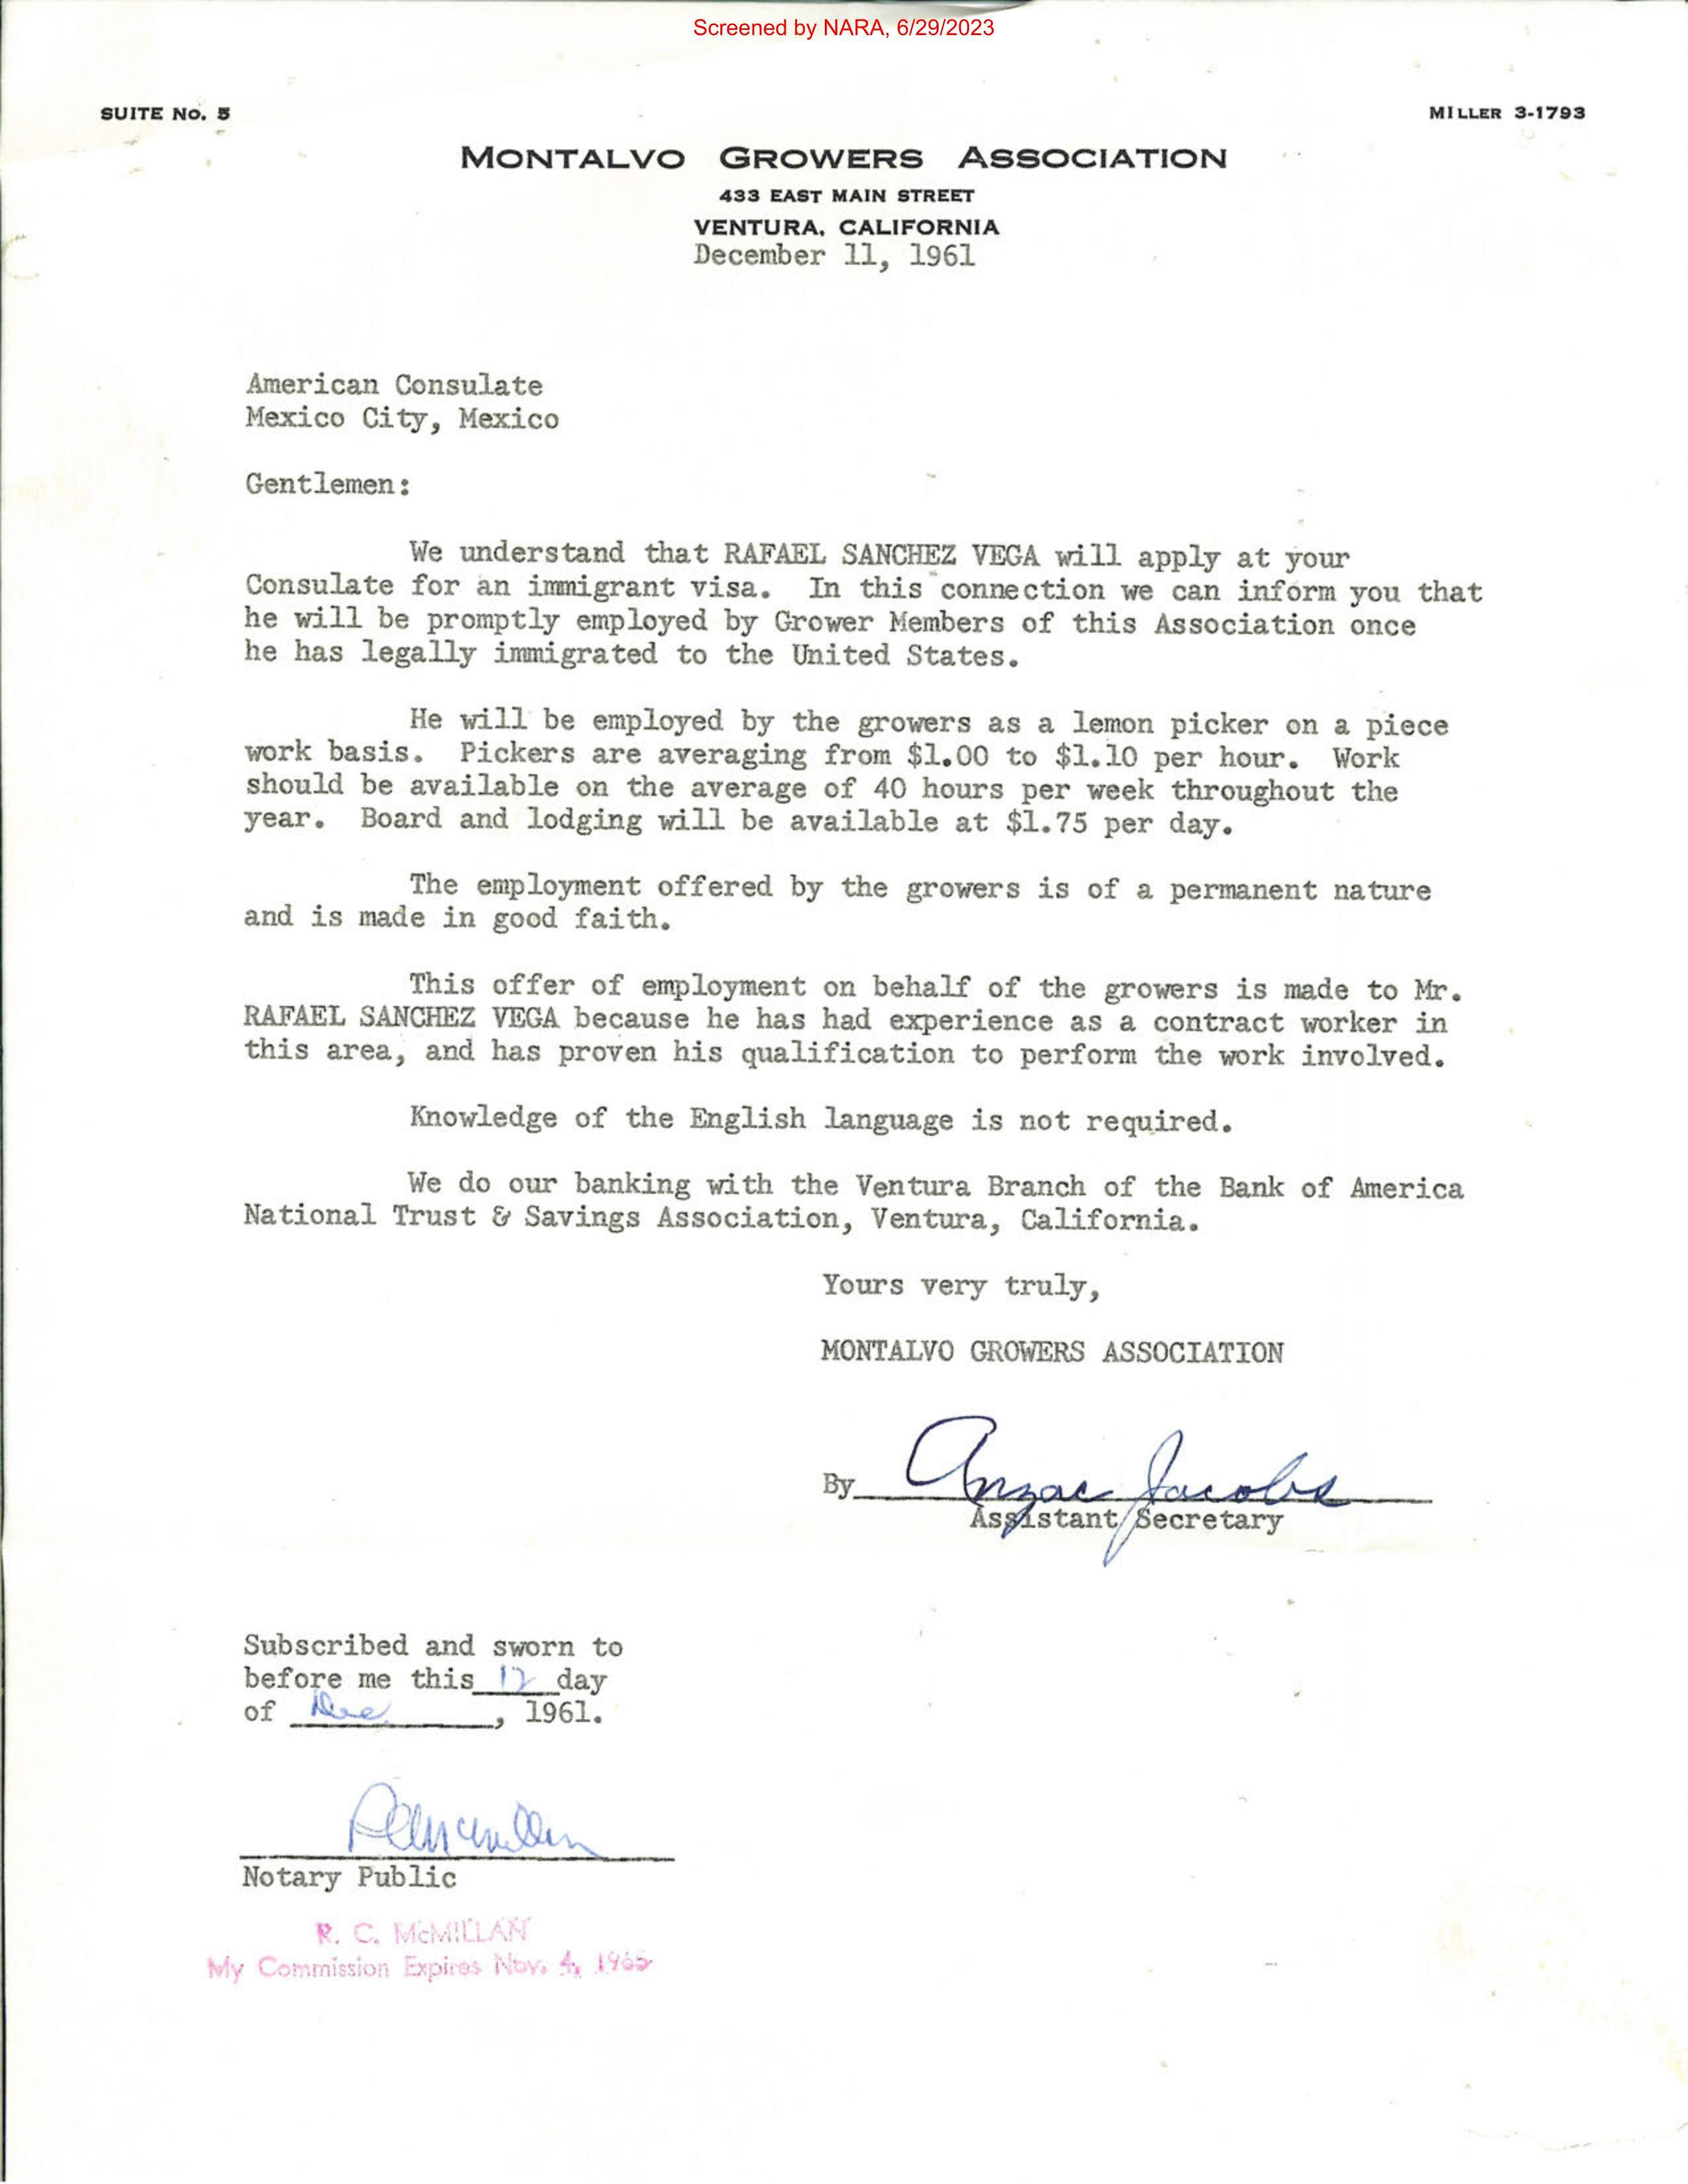 Screened by NARA, 6/29/2023
SUITE No. 5
MILLER 3-1793
MONTALVO GROWERS ASSOCIATION
433 EAST MAIN STREET
VENTURA, CALIFORNIA
December 11, 1961
American Consulate
Mexico City, Mexico
Gentlemen:
We understand that RAFAEL SANCHEZ VEGA will apply at your
Consulate for an immigrant visa. In this connection we can inform you that
he will be promptly employed by Grower Members of this Association once
he has legally immigrated to the United States.
He will be employed by the growers as a lemon picker on a piece
work basis. Pickers are averaging from $1.00 to $1.10 per hour. Work
should be available on the average of 40 hours per week throughout the
year. Board and lodging will be available at $1.75 per day.
The employment offered by the growers is of a permanent nature
and is made in good faith.
This offer of employment on behalf of the growers is made to Mr.
RAFAEL SANCHEZ VEGA because he has had experience as a contract worker in
this area, and has proven his qualification to perform the work involved.
Knowledge of the English language is not required.
We do our banking with the Ventura Branch of the Bank of America
National Trust & Savings Association, Ventura, California.
Yours very truly,
MONTALVO GROWERS ASSOCIATION
By Anzac Jacobs
Assistant Secretary
Subscribed and sworn to
before me this 12 day
of Dec , 1961.
RCMcMillan
Notary Public
R. C. McMILLAN
My Commission Expires Nov. 4, 1965